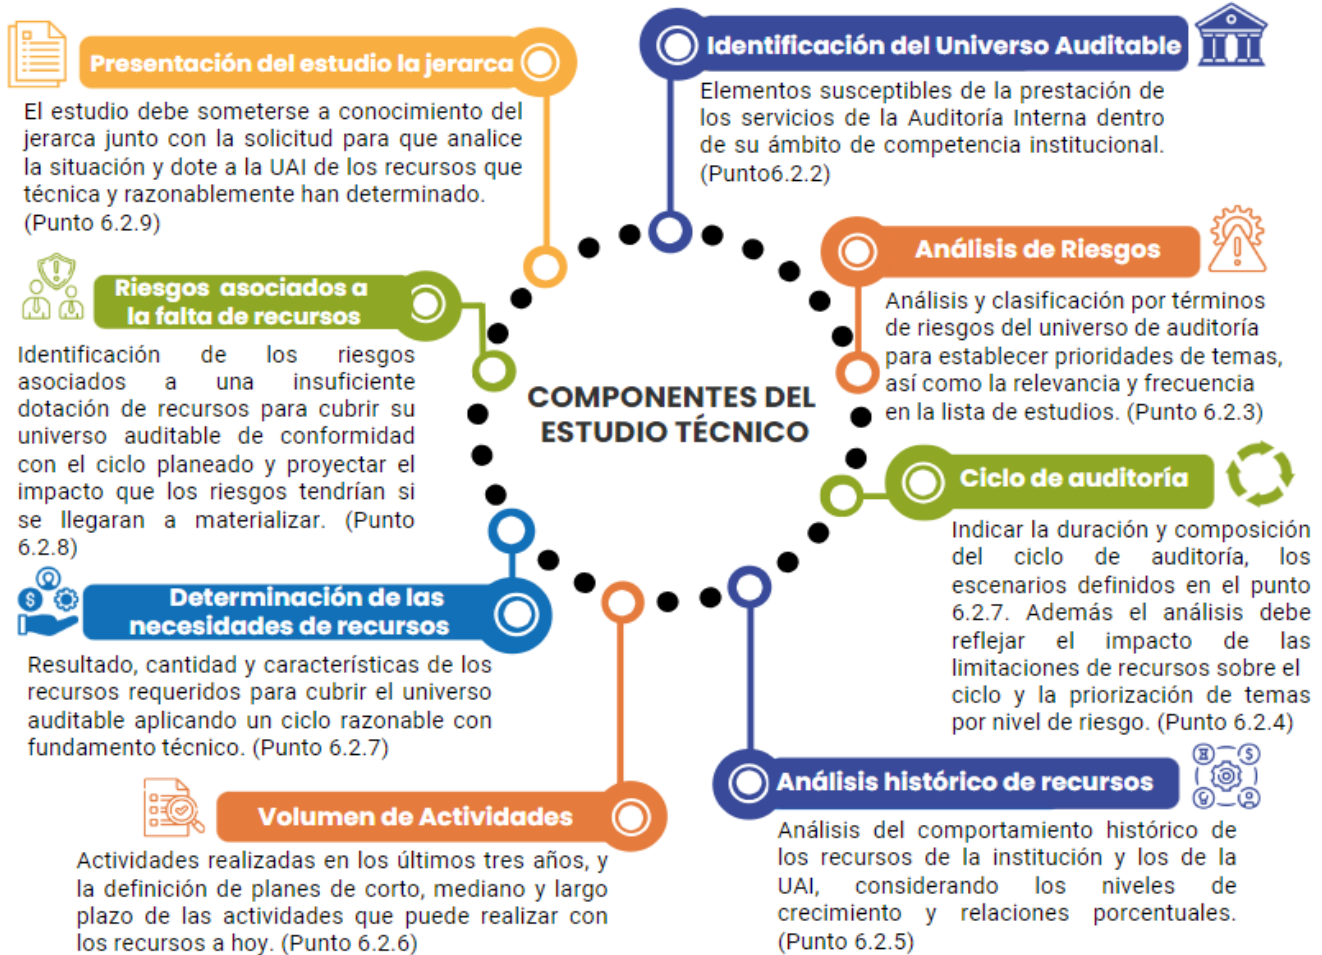 COMPONENTES DEL
ESTUDIO TÉCNICO
Identificación del Universo Auditable
Elementos susceptibles de la prestación de
los servicios de la Auditoría Interna dentro
de su ámbito de competencia institucional.
(Punto6.2.2)
Análisis de Riesgos
Análisis y clasificación por términos
de riesgos del universo de auditoría
para establecer prioridades de temas,
así como la relevancia y frecuencia
en la lista de estudios. (Punto 6.2.3)
Ciclo de auditoría
Indicar la duración y composición
del ciclo de auditoría, los
escenarios definidos en el punto
6.2.7. Además el análisis debe
reflejar el impacto de las
limitaciones de recursos sobre el
ciclo y la priorización de temas
por nivel de riesgo. (Punto 6.2.4)
Análisis histórico de recursos
Análisis del comportamiento histórico de
los recursos de la institución y los de la
UAI, considerando los niveles de
crecimiento y relaciones porcentuales.
(Punto 6.2.5)
Volumen de Actividades
Actividades realizadas en los últimos tres años, y
la definición de planes de corto, mediano y largo
plazo de las actividades que puede realizar con
los recursos a hoy. (Punto 6.2.6)
Determinación de las
necesidades de recursos
Resultado, cantidad y características de los
recursos requeridos para cubrir el universo
auditable aplicando un ciclo razonable con
fundamento técnico. (Punto 6.2.7)
Riesgos asociados a
la falta de recursos
Identificación de los riesgos
asociados a una insuficiente
dotación de recursos para cubrir su
universo auditable de conformidad
con el ciclo planeado y proyectar el
impacto que los riesgos tendrían si
se llegaran a materializar. (Punto
6.2.8)
Presentación del estudio la jerarca
El estudio debe someterse a conocimiento del
jerarca junto con la solicitud para que analice
la situación y dote a la UAI de los recursos que
técnica y razonablemente han determinado.
(Punto 6.2.9)